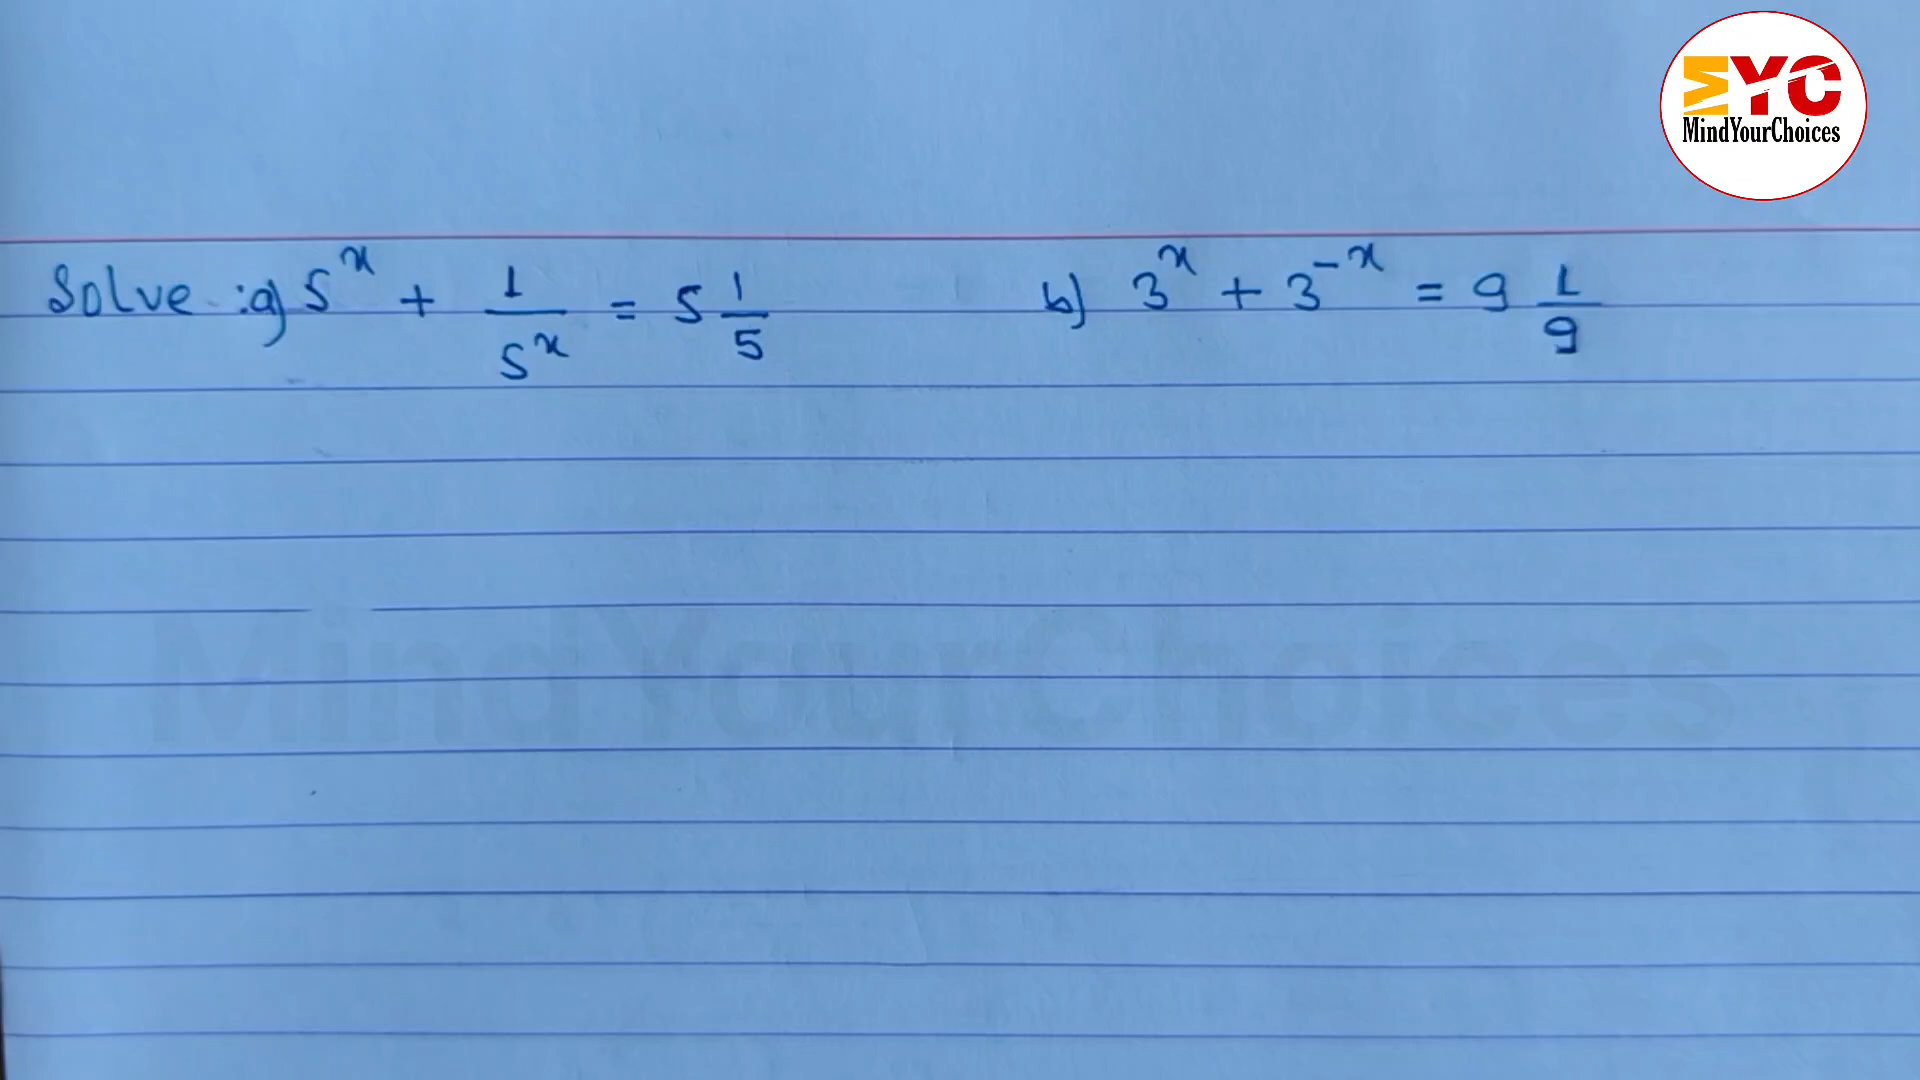 MYC
MindYourChoices
Solve : a) 5^x + 1/5^x = 5 1/5    b) 3^x + 3^-x = 9 1/9
MindYourChoices